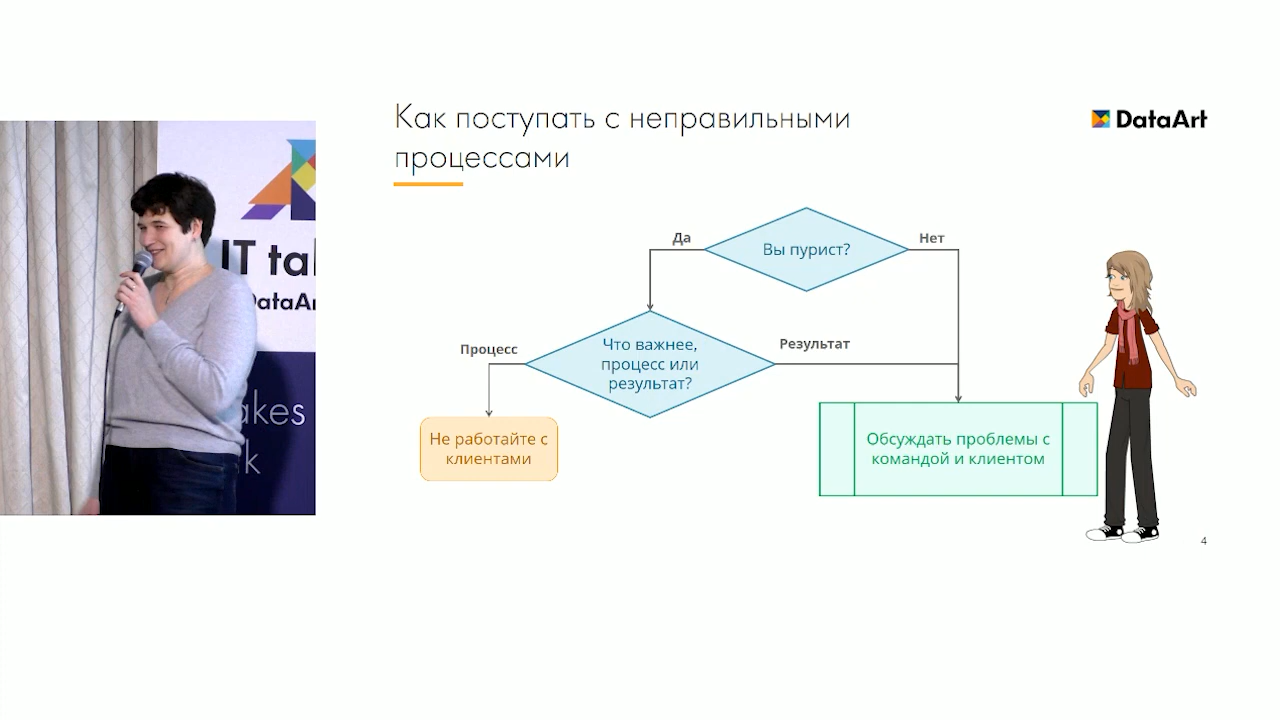 Как поступать с неправильными
процессами
DataArt
Да
Вы пурист?
Нет
Процесс
Что важнее,
процесс или
результат?
Результат
Не работайте с
клиентами
Обсуждать проблемы с
командой и клиентом
4
IT tal
DataAr
akes
k